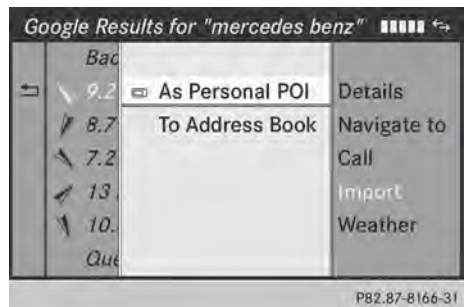 Google Results for "mercedes benz"
Bac
9.2 As Personal POI Details
8.7 To Address Book Navigate to
7.2 Call
13 Import
10. Weather
Que
P82.87-8166-31